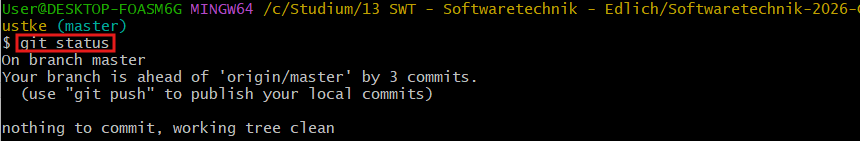 User@DESKTOP-FOASM6G MINGW64 /c/Studium/13 SWT - Softwaretechnik - Edlich/Softwaretechnik-2026-
ustke (master)
$ git status
On branch master
Your branch is ahead of 'origin/master' by 3 commits.
  (use "git push" to publish your local commits)

nothing to commit, working tree clean